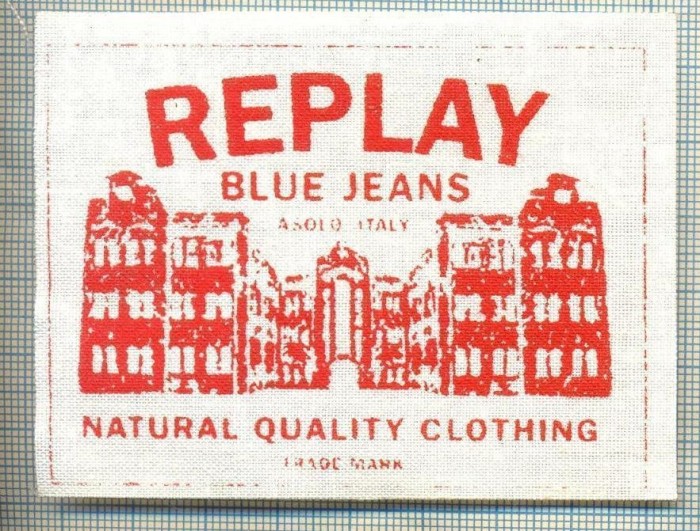 REPLAY
BLUE JEANS
ASOLO ITALY
NATURAL QUALITY CLOTHING
TRADE MARK